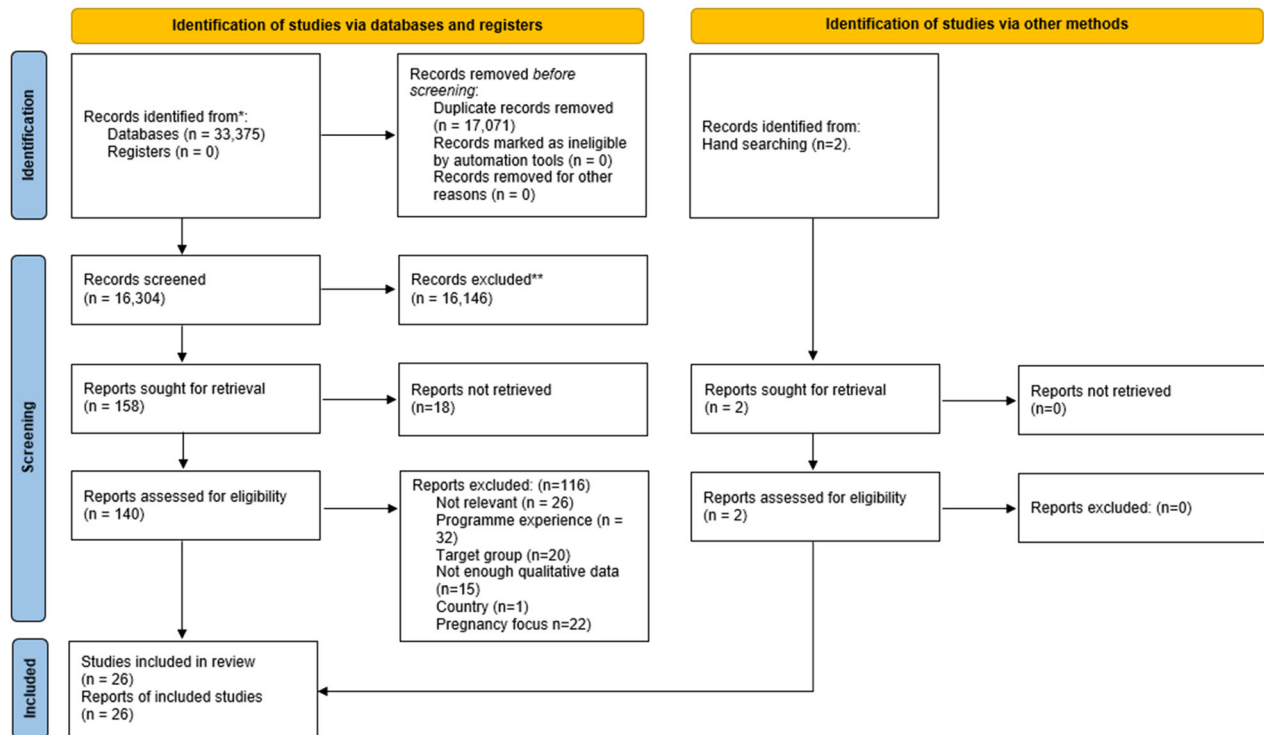 Identification of studies via databases and registers
Identification of studies via other methods
Identification
Records identified from*:
Databases (n = 33,375)
Registers (n = 0)
Records removed before
screening:
Duplicate records removed
(n = 17,071)
Records marked as ineligible
by automation tools (n = 0)
Records removed for other
reasons (n = 0)
Records identified from:
Hand searching (n=2).
Screening
Records screened
(n = 16,304)
Records excluded**
(n = 16,146)
Reports sought for retrieval
(n = 158)
Reports not retrieved
(n=18)
Reports sought for retrieval
(n = 2)
Reports not retrieved
(n=0)
Reports assessed for eligibility
(n = 140)
Reports excluded: (n=116)
Not relevant (n = 26)
Programme experience (n =
32)
Target group (n=20)
Not enough qualitative data
(n=15)
Country (n=1)
Pregnancy focus n=22)
Reports assessed for eligibility
(n = 2)
Reports excluded: (n=0)
Included
Studies included in review
(n = 26)
Reports of included studies
(n = 26)